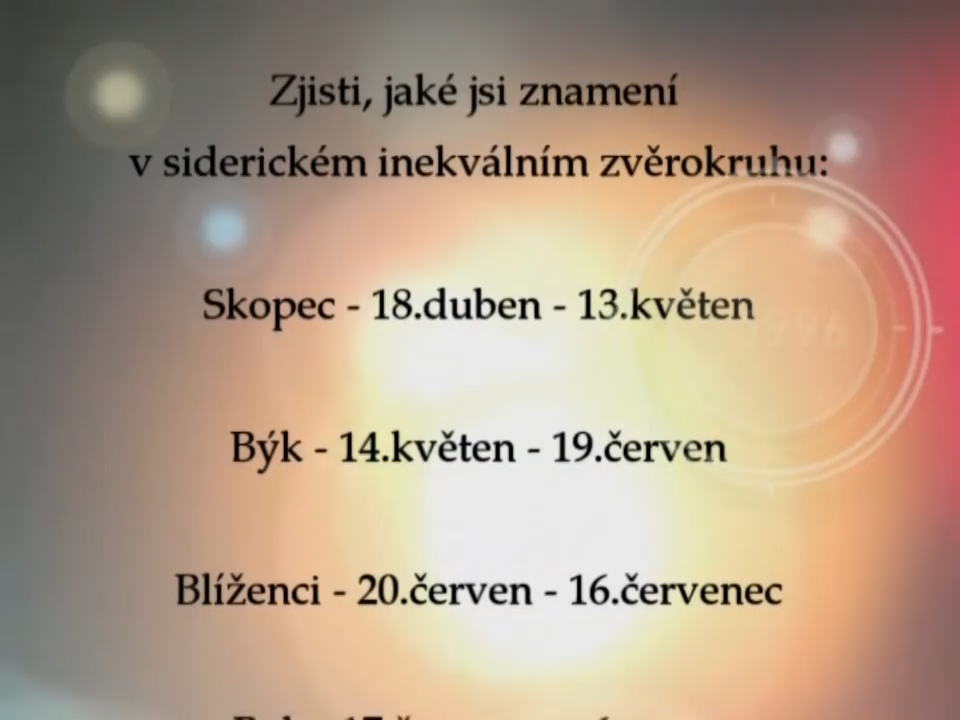 Zjisti, jaké jsi znamení
v siderickém inekválním zvěrokruhu:
Skopec - 18.duben - 13.květen
Býk - 14.květen - 19.červen
Blíženci - 20.červen - 16.červenec